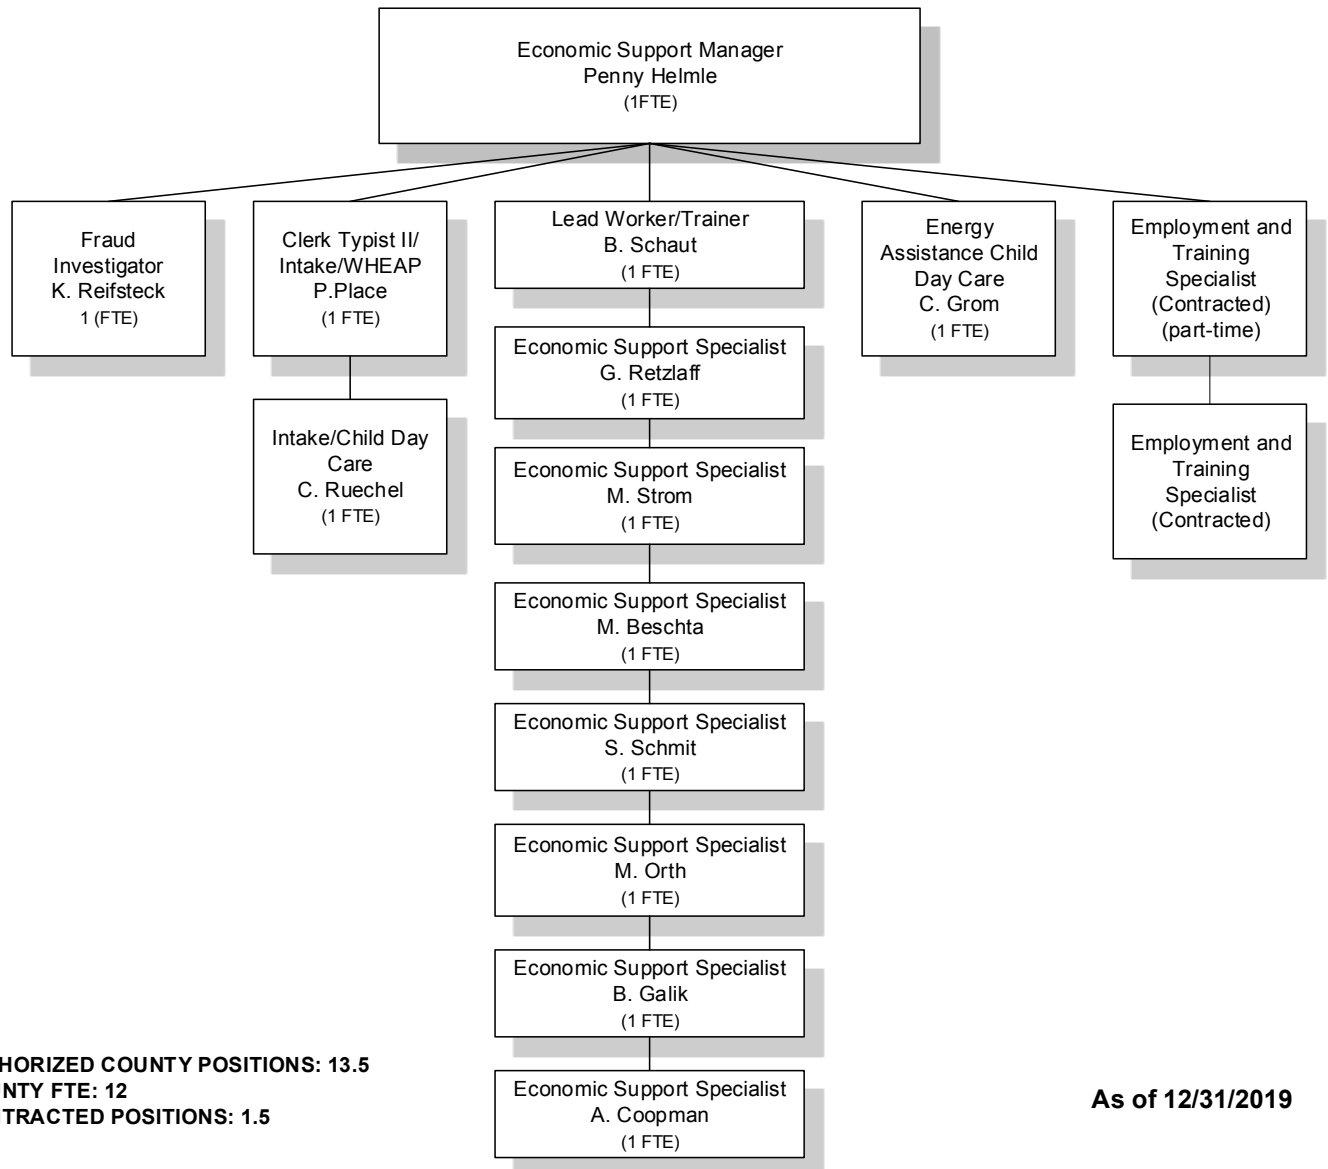 Economic Support Manager
Penny Helmle
(1FTE)
Fraud
Investigator
K. Reifsteck
1 (FTE)
Clerk Typist II/
Intake/WHEAP
P.Place
(1 FTE)
Lead Worker/Trainer
B. Schaut
(1 FTE)
Energy
Assistance Child
Day Care
C. Grom
(1 FTE)
Employment and
Training
Specialist
(Contracted)
(part-time)
Intake/Child Day
Care
C. Ruechel
(1 FTE)
Economic Support Specialist
G. Retzlaff
(1 FTE)
Employment and
Training
Specialist
(Contracted)
Economic Support Specialist
M. Strom
(1 FTE)
Economic Support Specialist
M. Beschta
(1 FTE)
Economic Support Specialist
S. Schmit
(1 FTE)
Economic Support Specialist
M. Orth
(1 FTE)
Economic Support Specialist
B. Galik
(1 FTE)
Economic Support Specialist
A. Coopman
(1 FTE)
HORIZED COUNTY POSITIONS: 13.5
NTY FTE: 12
TRACTED POSITIONS: 1.5
As of 12/31/2019